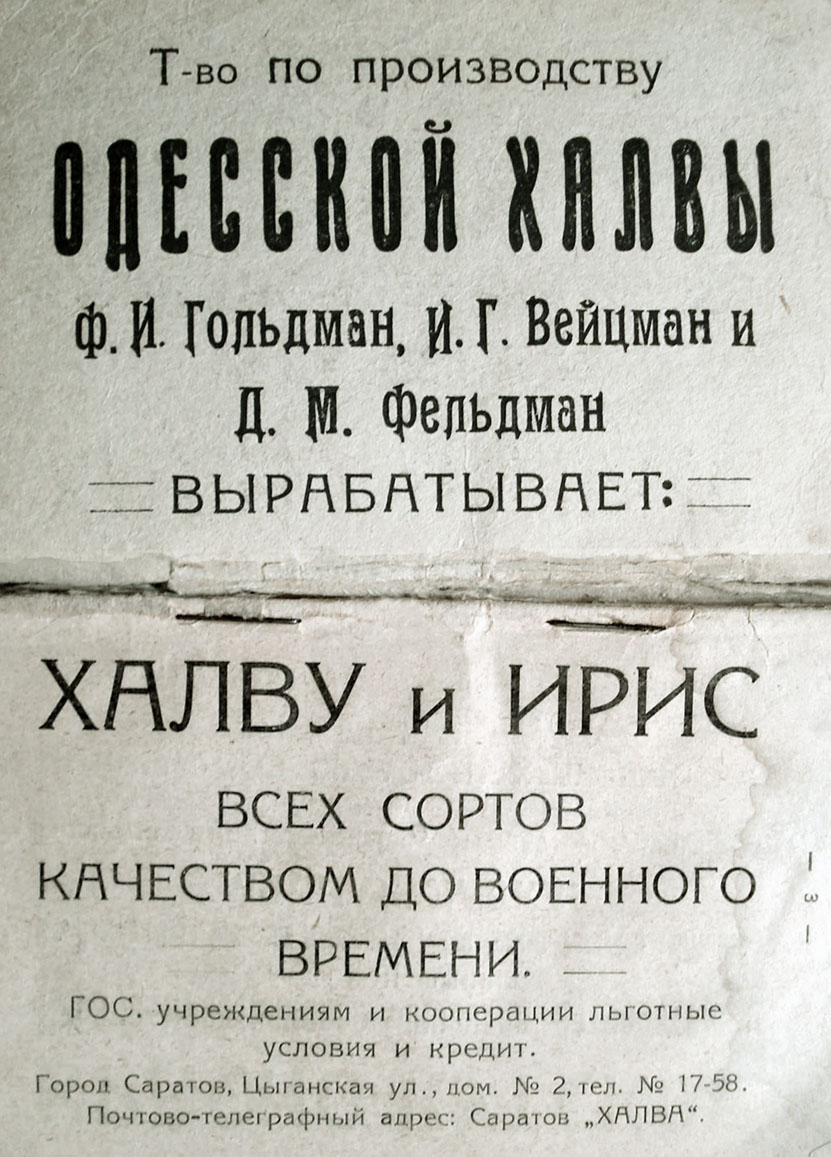 Т-во по производству
ОДЕССКОЙ ХАЛВЫ
Ф. И. Гольдман, И. Г. Вейцман и
Д. М. Фельдман
ВЫРАБАТЫВАЕТ:
ХАЛВУ и ИРИС
ВСЕХ СОРТОВ
КАЧЕСТВОМ ДО ВОЕННОГО
ВРЕМЕНИ.
— 3 —
ГОС. учреждениям и кооперации льготные
условия и кредит.
Город Саратов, Цыганская ул., дом. № 2, тел. № 17-58.
Почтово-телеграфный адрес: Саратов „ХАЛВА“.